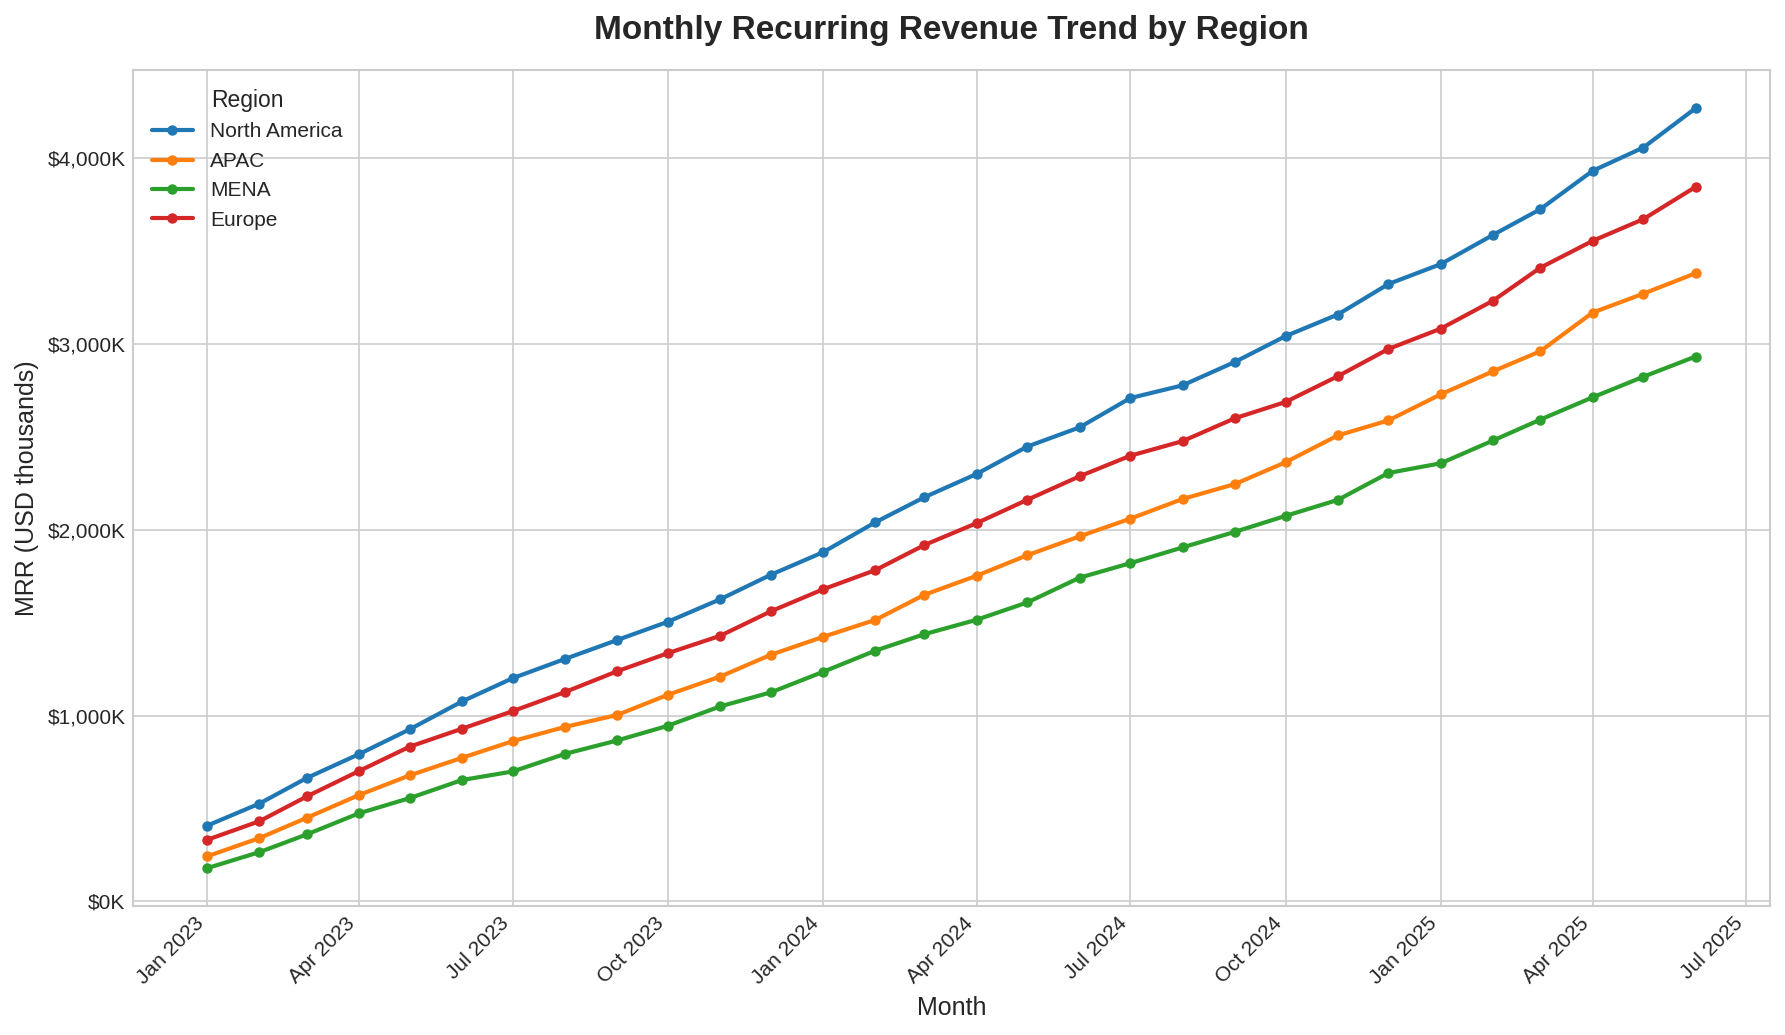 Monthly Recurring Revenue Trend by Region
Region
North America
APAC
MENA
Europe
$4,000K
$3,000K
$2,000K
$1,000K
$0K
MRR (USD thousands)
Jan 2023
Apr 2023
Jul 2023
Oct 2023
Jan 2024
Apr 2024
Jul 2024
Oct 2024
Jan 2025
Apr 2025
Jul 2025
Month